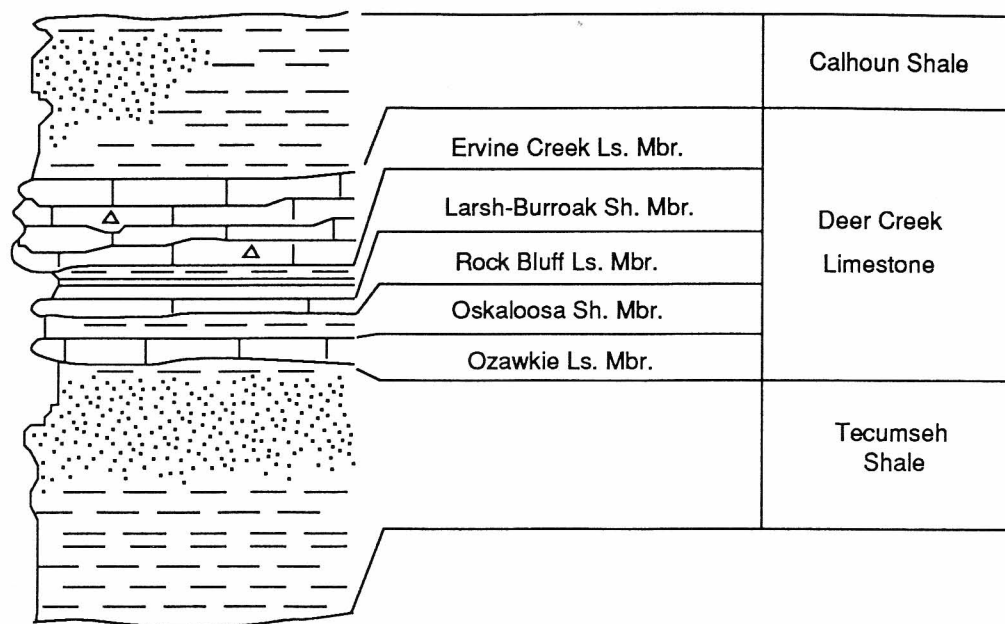 Calhoun Shale
Ervine Creek Ls. Mbr.
Larsh-Burroak Sh. Mbr.
Rock Bluff Ls. Mbr.
Oskaloosa Sh. Mbr.
Ozawkie Ls. Mbr.
Deer Creek
Limestone
Tecumseh
Shale